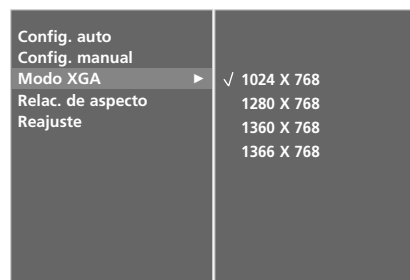 Config. auto
Config. manual
Modo XGA ►
Relac. de aspecto
Reajuste
√ 1024 X 768
1280 X 768
1360 X 768
1366 X 768